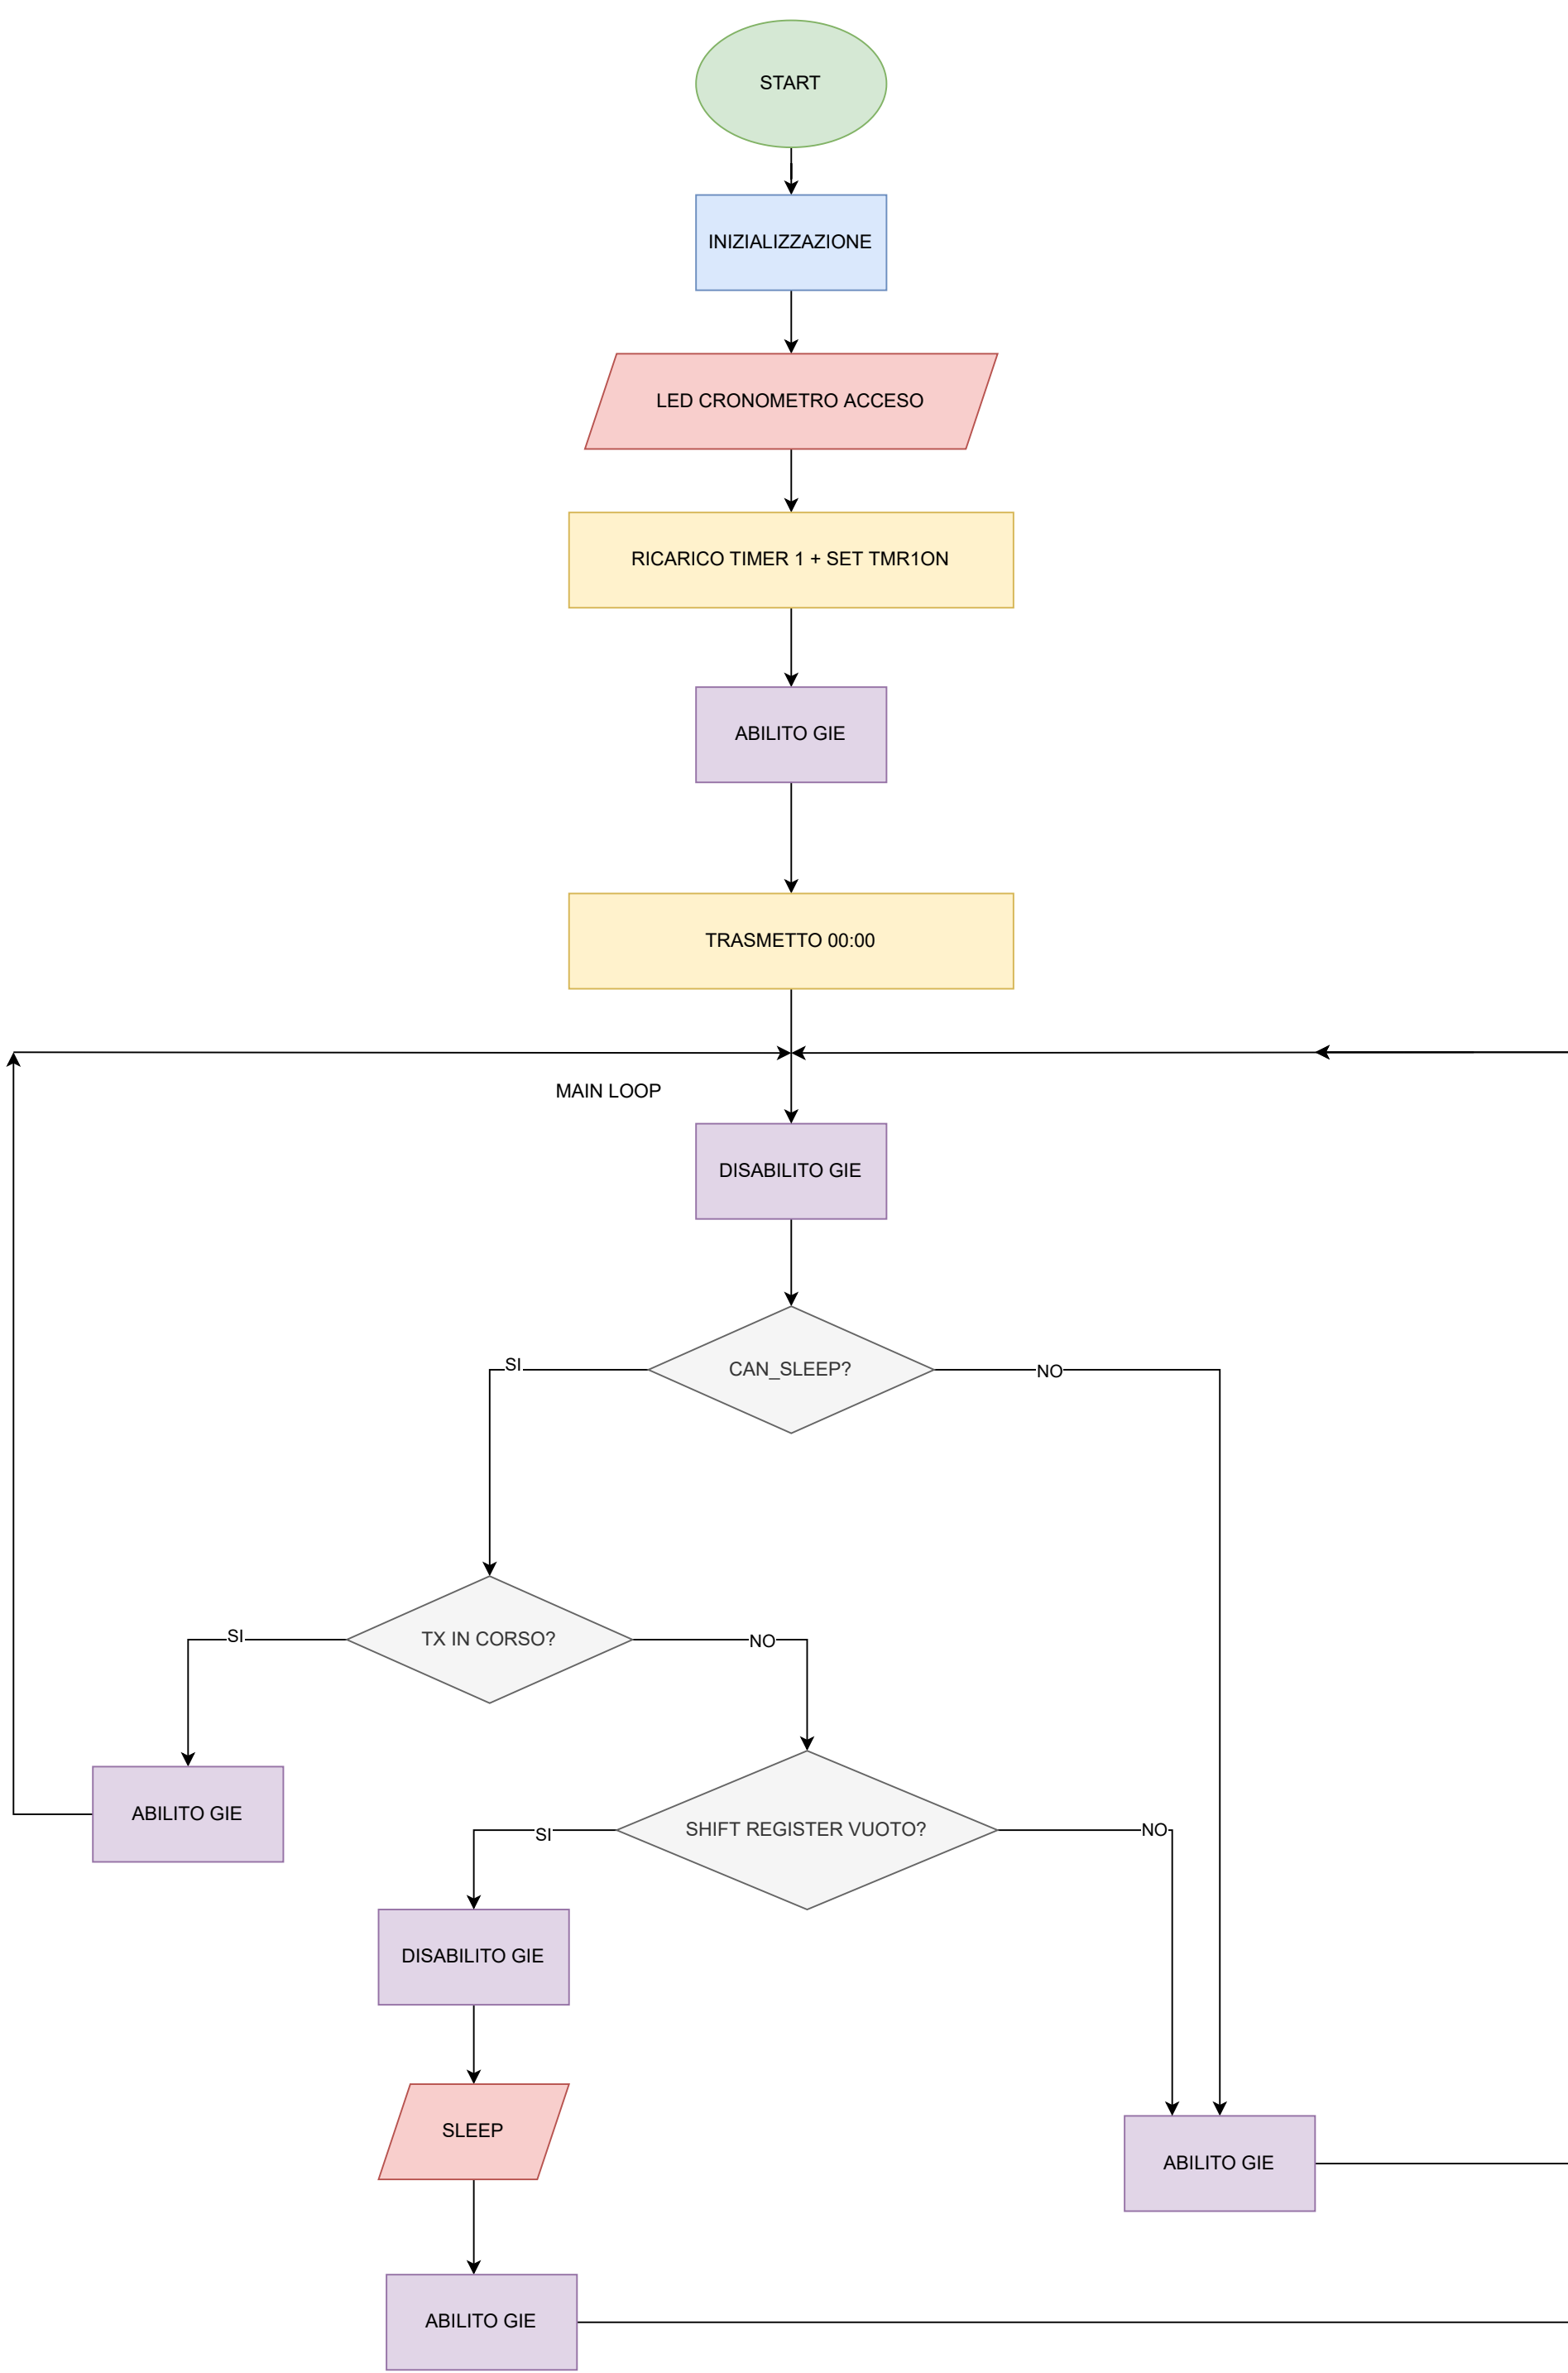 START
INIZIALIZZAZIONE
LED CRONOMETRO ACCESO
RICARICO TIMER 1 + SET TMR1ON
ABILITO GIE
TRASMETTO 00:00
MAIN LOOP
DISABILITO GIE
CAN_SLEEP?
SI
NO
TX IN CORSO?
SI
NO
ABILITO GIE
SHIFT REGISTER VUOTO?
SI
NO
DISABILITO GIE
SLEEP
ABILITO GIE
ABILITO GIE